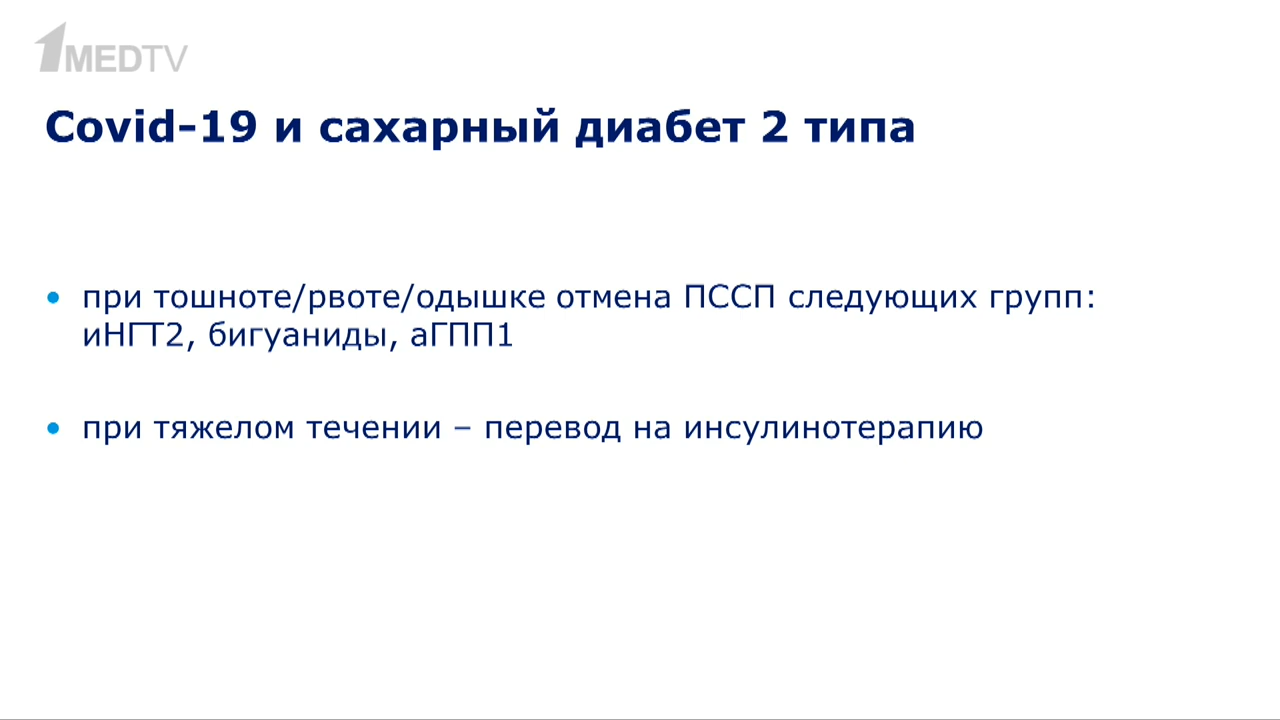 1MEDTV
Covid-19 и сахарный диабет 2 типа
• при тошноте/рвоте/одышке отмена ПССП следующих групп:
иНГТ2, бигуаниды, аГПП1
• при тяжелом течении – перевод на инсулинотерапию